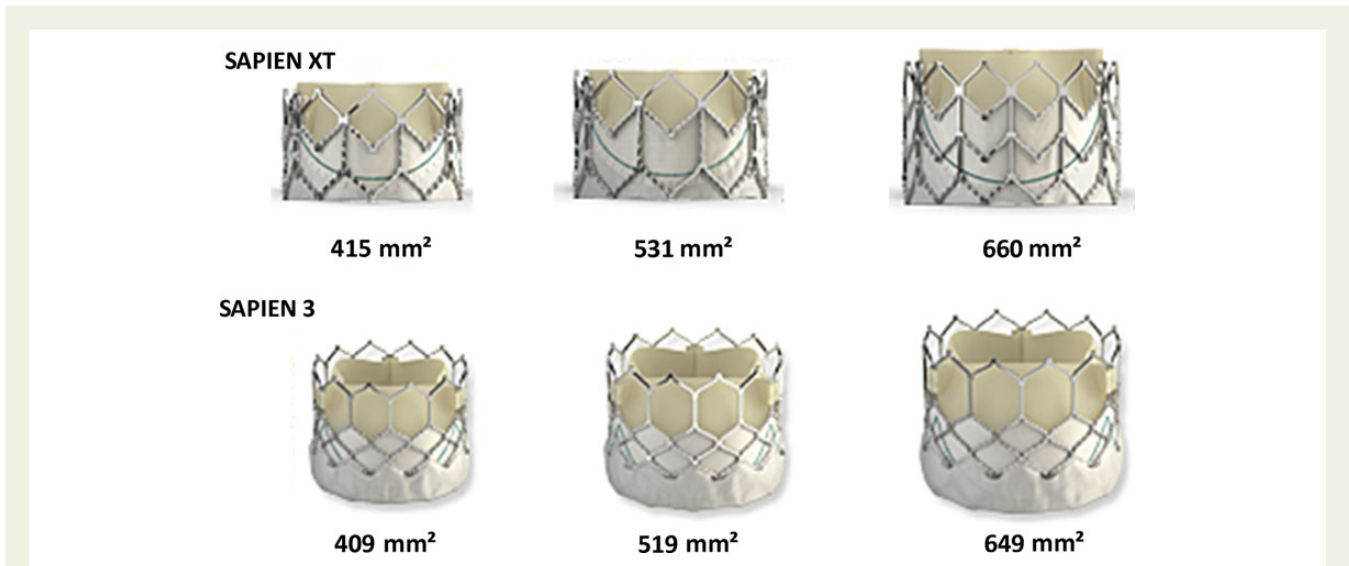 SAPIEN XT
415 mm² 531 mm² 660 mm²
SAPIEN 3
409 mm² 519 mm² 649 mm²